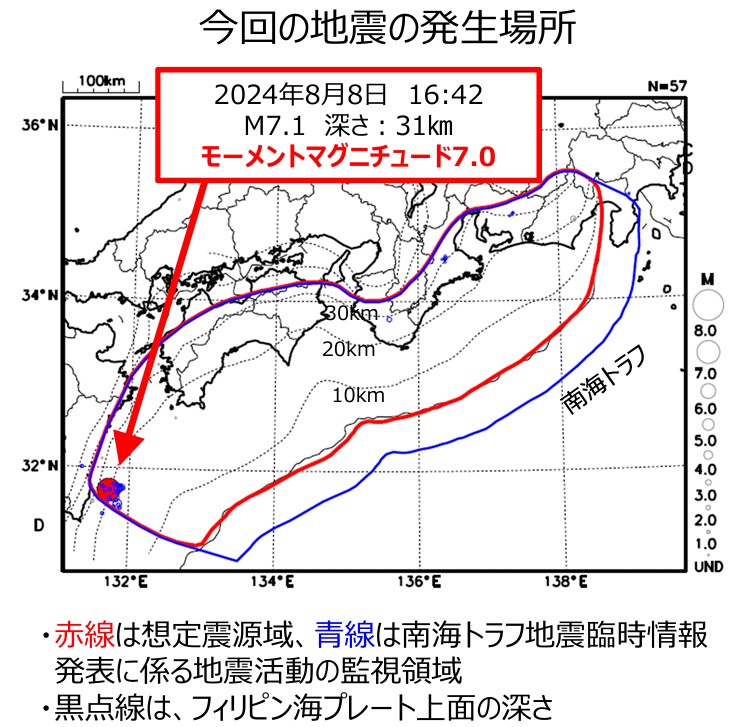 今回の地震の発生場所
100km
N=57
2024年8月8日 16:42
M7.1 深さ：31㎞
モーメントマグニチュード7.0
36°N
C
D
34°N
30km
20km
10km
南海トラフ
32°N
D
M
8.0
7.0
6.0
5.0
4.0
3.0
2.0
1.0
UND
132°E
134°E
136°E
138°E
・赤線は想定震源域、青線は南海トラフ地震臨時情報
発表に係る地震活動の監視領域
・黒点線は、フィリピン海プレート上面の深さ